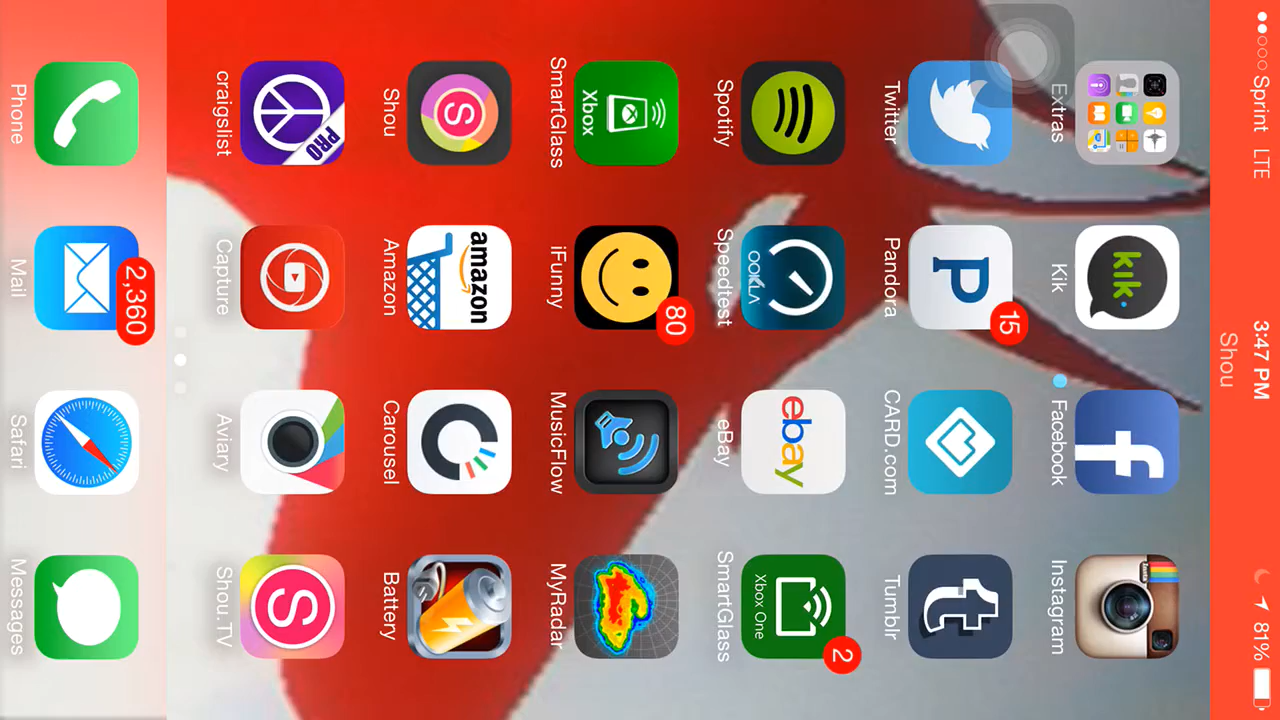 Sprint LTE 3:47 PM 81%
Shou
Extras Kik Facebook Instagram
kik
f
Insta
15
P
t
Twitter Pandora CARD.com Tumblr
OOKLA
ebay
Xbox One
2
Spotify Speedtest eBay SmartGlass
Xbox
80
SmartGlass iFunny MusicFlow MyRadar
S
amazon
Shou Amazon Carousel Battery
PRO
S
craigslist Capture Aviary Shou.TV
2,360
Phone Mail Safari Messages